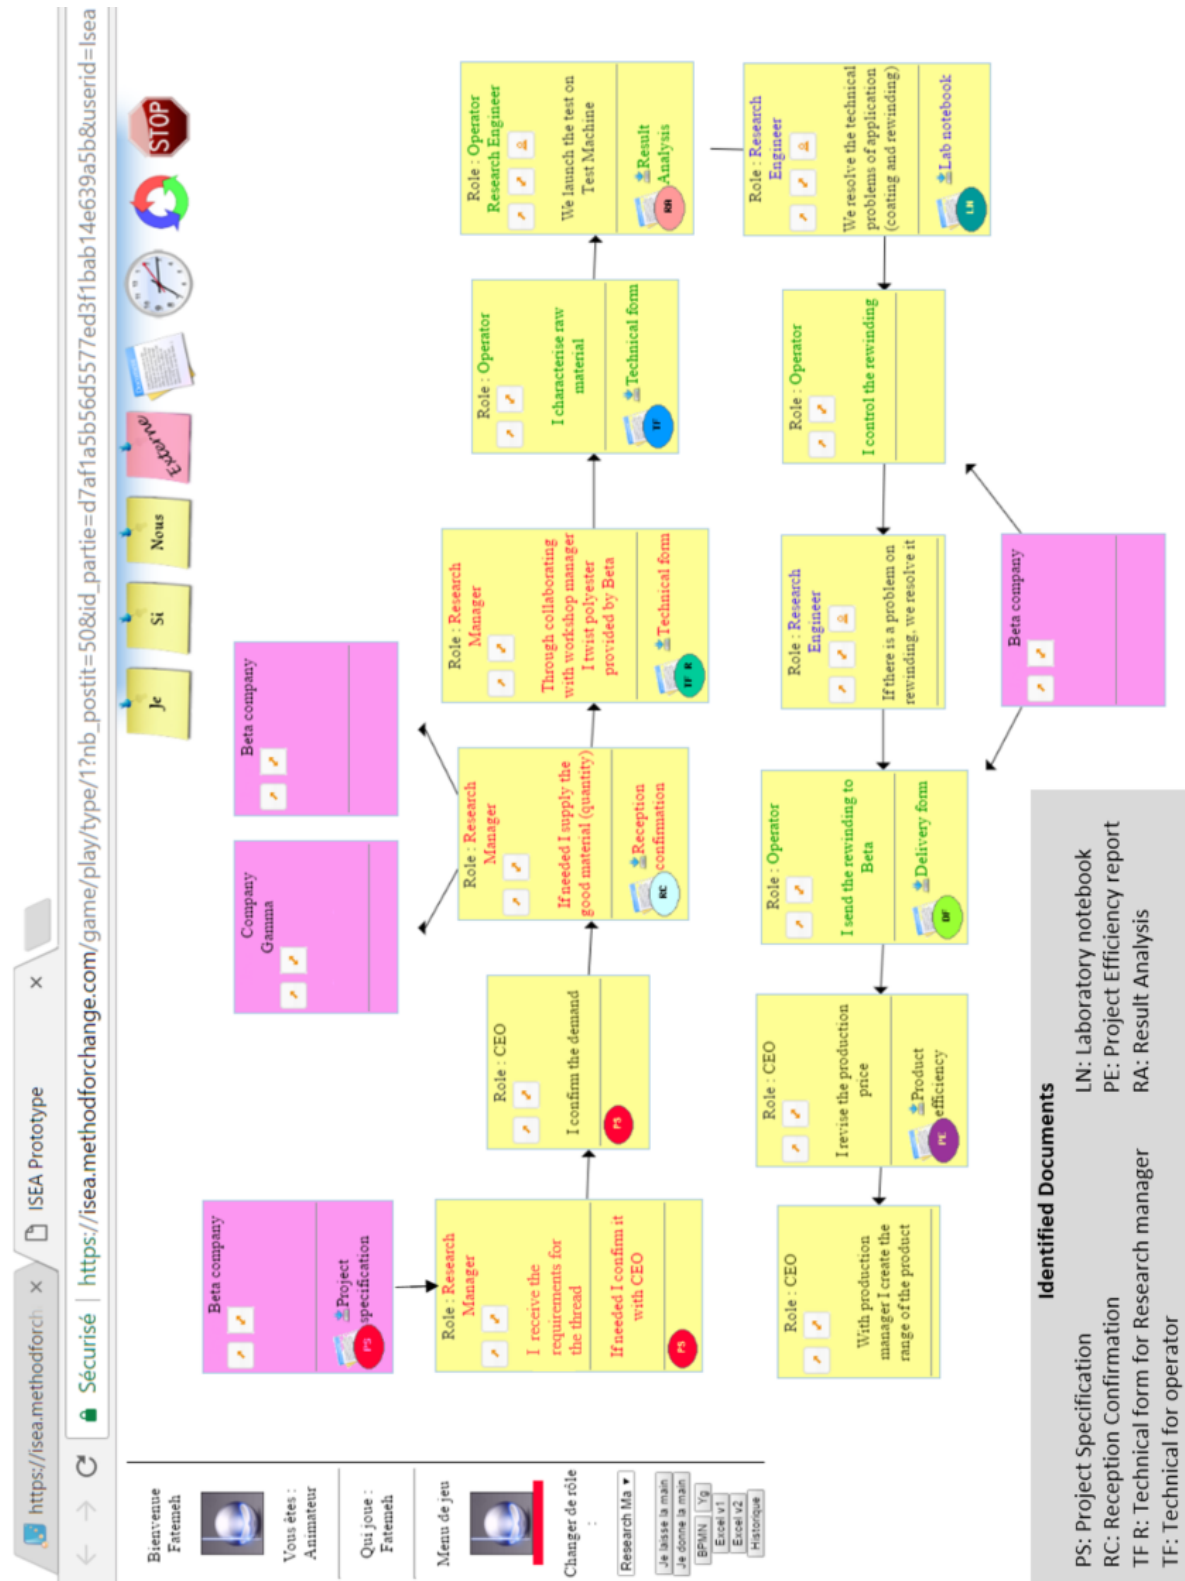 https://isea.methodforch ×
ISEA Prototype ×
Sécurisé
https://isea.methodforchange.com/game/play/type/1?nb_postit=50&id_partie=d7af1a5b56d5577ed3f1bab14e639a5b&userid=Isea
Bienvenue
Fatemeh
Vous êtes :
Animateur
Qui joue :
Fatemeh
Menu de jeu
Changer de rôle
:
Research Ma
Je laisse la main
Je donne la main
BPMN
Yg
Excel v1
Excel v2
Historique
Je
Si
Nous
Externe
STOP
Beta company
Project
specification
PS
Company
Gamma
Beta company
Role : Research
Manager
I receive the
requirements for
the thread
If needed I confirm it
with CEO
PS
Role : CEO
I confirm the demand
PS
Role : Research
Manager
If needed I supply the
good material (quantity)
Reception
confirmation
RC
Role : Research
Manager
Through collaborating
with workshop manager
I twist polyester
provided by Beta
Technical form
TF R
Role : Operator
I characterise raw
material
Technical form
TF
Role : Operator
Research Engineer
We launch the test on
Test Machine
Result
Analysis
RA
Role : CEO
With production
manager I create the
range of the product
Role : CEO
I revise the production
price
Product
efficiency
PE
Role : Operator
I send the rewinding to
Beta
Delivery form
DF
Role : Research
Engineer
If there is a problem on
rewinding, we resolve it
Role : Operator
I control the rewinding
Role : Research
Engineer
We resolve the technical
problems of application
(coating and rewinding)
Lab notebook
LN
Beta company
Identified Documents
PS: Project Specification
RC: Reception Confirmation
TF R: Technical form for Research manager
TF: Technical for operator
LN: Laboratory notebook
PE: Project Efficiency report
RA: Result Analysis